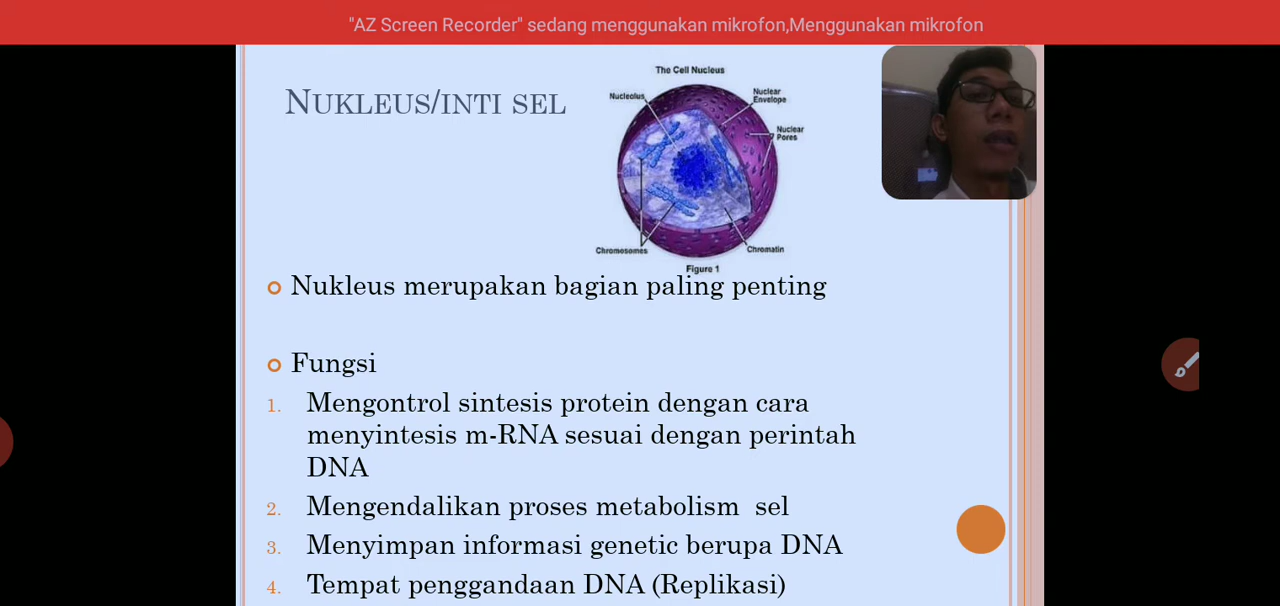 "AZ Screen Recorder" sedang menggunakan mikrofon,Menggunakan mikrofon
NUKLEUS/INTI SEL
The Cell Nucleus
Nucleolus
Nuclear
Envelope
Nuclear
Pores
Chromosomes
Chromatin
Figure 1
Nukleus merupakan bagian paling penting
Fungsi
1. Mengontrol sintesis protein dengan cara
menyintesis m-RNA sesuai dengan perintah
DNA
2. Mengendalikan proses metabolism  sel
3. Menyimpan informasi genetic berupa DNA
4. Tempat penggandaan DNA (Replikasi)